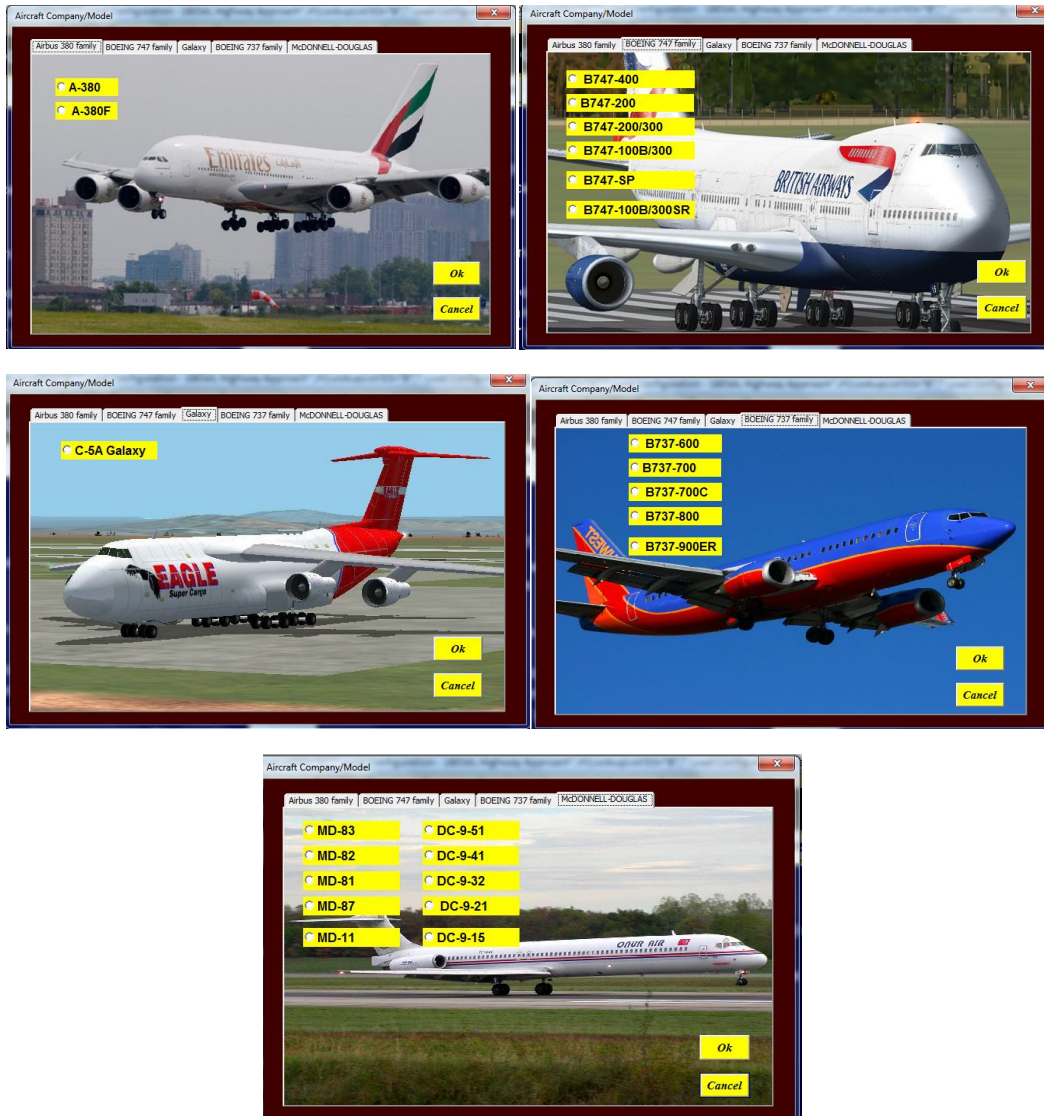 Aircraft Company/Model
Airbus 380 family BOEING 747 family Galaxy BOEING 737 family McDONNELL-DOUGLAS
A-380
A-380F
Emirates
Ok
Cancel
Aircraft Company/Model
Airbus 380 family BOEING 747 family Galaxy BOEING 737 family McDONNELL-DOUGLAS
B747-400
B747-200
B747-200/300
B747-100B/300
B747-SP
B747-100B/300SR
BRITISH AIRWAYS
Ok
Cancel
Aircraft Company/Model
Airbus 380 family BOEING 747 family Galaxy BOEING 737 family McDONNELL-DOUGLAS
C-5A Galaxy
EAGLE
EAGLE
Super Cargo
Ok
Cancel
Aircraft Company/Model
Airbus 380 family BOEING 747 family Galaxy BOEING 737 family McDONNELL-DOUGLAS
B737-600
B737-700
B737-700C
B737-800
B737-900ER
Ok
Cancel
Aircraft Company/Model
Airbus 380 family BOEING 747 family Galaxy BOEING 737 family McDONNELL-DOUGLAS
MD-83 DC-9-51
MD-82 DC-9-41
MD-81 DC-9-32
MD-87 DC-9-21
MD-11 DC-9-15
ONUR AIR
Ok
Cancel